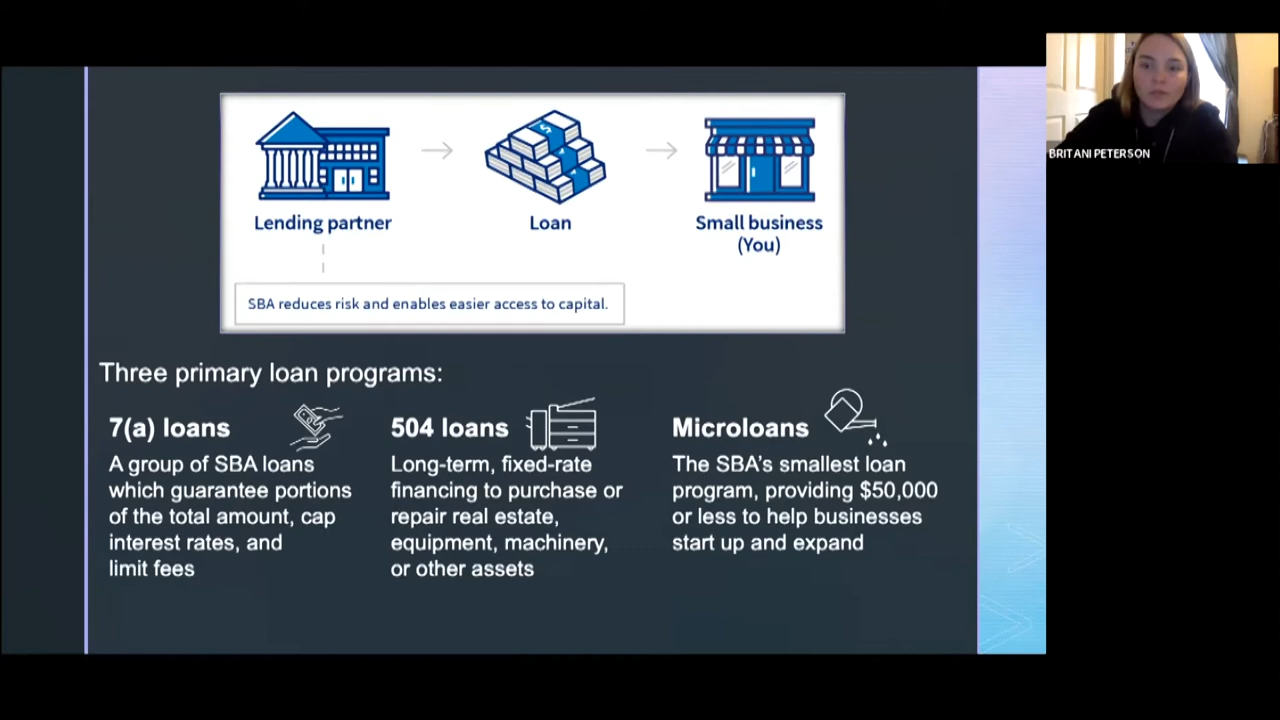 Lending partner
Loan
Small business
(You)
SBA reduces risk and enables easier access to capital.
Three primary loan programs:
7(a) loans
A group of SBA loans
which guarantee portions
of the total amount, cap
interest rates, and
limit fees
504 loans
Long-term, fixed-rate
financing to purchase or
repair real estate,
equipment, machinery,
or other assets
Microloans
The SBA's smallest loan
program, providing $50,000
or less to help businesses
start up and expand
BRITANI PETERSON